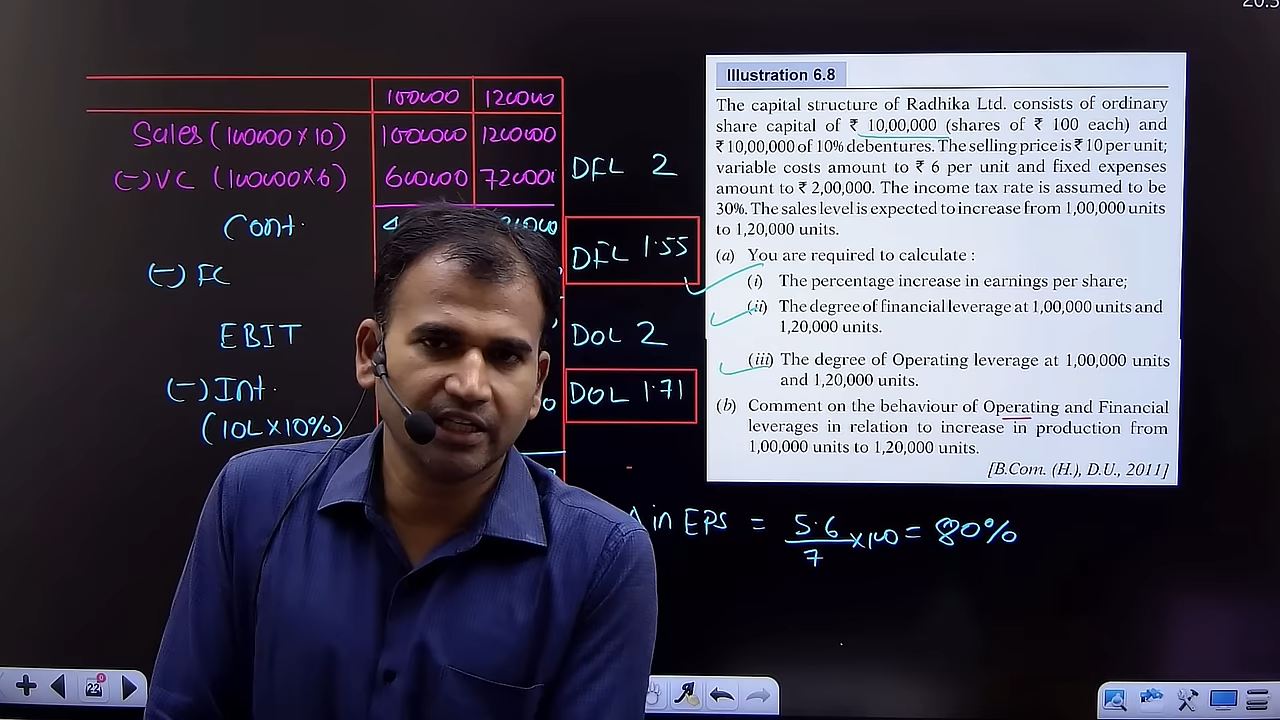 100000 120000
Sales (100000×10) 1000000 1200000
(-) VC (100000×6) 600000 720000
Cont.
(-) FC
EBIT
(-) Int.
(10L×10%)
DFL 2
DFL 1.55
DOL 2
DOL 1.71
in EPS = 5.6 / 7 ×100 = 80%
Illustration 6.8
The capital structure of Radhika Ltd. consists of ordinary
share capital of ₹ 10,00,000 (shares of ₹ 100 each) and
₹ 10,00,000 of 10% debentures. The selling price is ₹ 10 per unit;
variable costs amount to ₹ 6 per unit and fixed expenses
amount to ₹ 2,00,000. The income tax rate is assumed to be
30%. The sales level is expected to increase from 1,00,000 units
to 1,20,000 units.
(a) You are required to calculate :
(i) The percentage increase in earnings per share;
(ii) The degree of financial leverage at 1,00,000 units and
1,20,000 units.
(iii) The degree of Operating leverage at 1,00,000 units
and 1,20,000 units.
(b) Comment on the behaviour of Operating and Financial
leverages in relation to increase in production from
1,00,000 units to 1,20,000 units.
[B.Com. (H.), D.U., 2011]
22